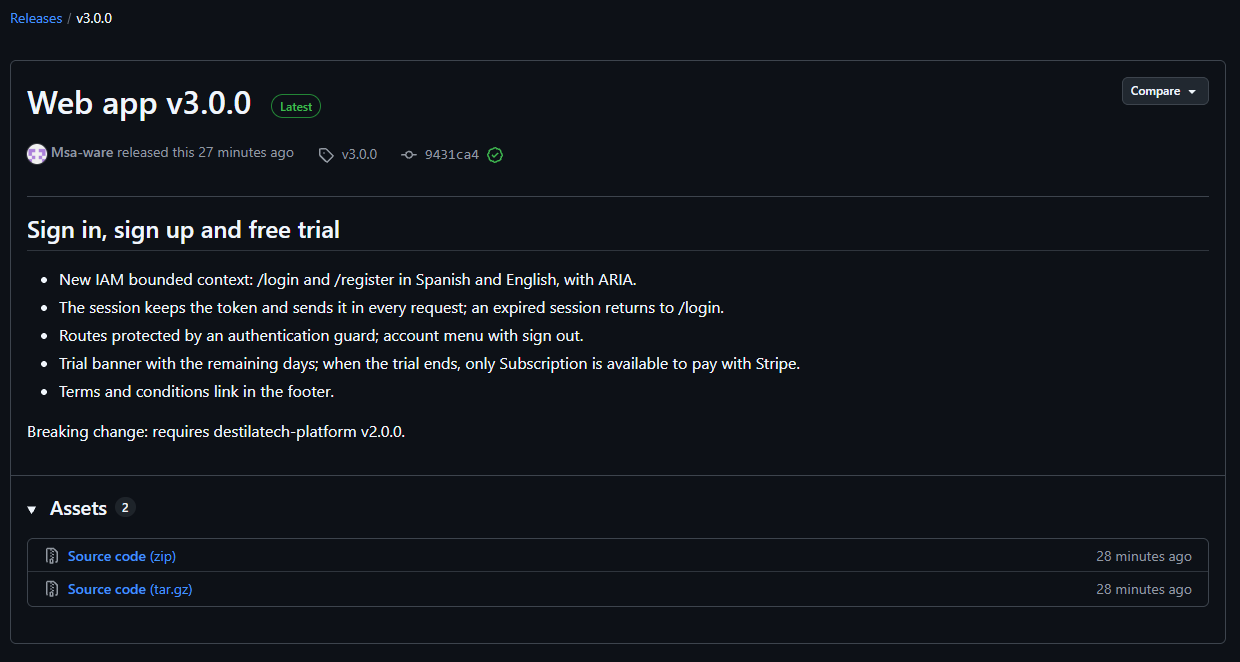 Releases / v3.0.0
Web app v3.0.0 Latest
Compare
Msa-ware released this 27 minutes ago v3.0.0 9431ca4
Sign in, sign up and free trial
New IAM bounded context: /login and /register in Spanish and English, with ARIA.
The session keeps the token and sends it in every request; an expired session returns to /login.
Routes protected by an authentication guard; account menu with sign out.
Trial banner with the remaining days; when the trial ends, only Subscription is available to pay with Stripe.
Terms and conditions link in the footer.
Breaking change: requires destilatech-platform v2.0.0.
Assets 2
Source code (zip) 28 minutes ago
Source code (tar.gz) 28 minutes ago